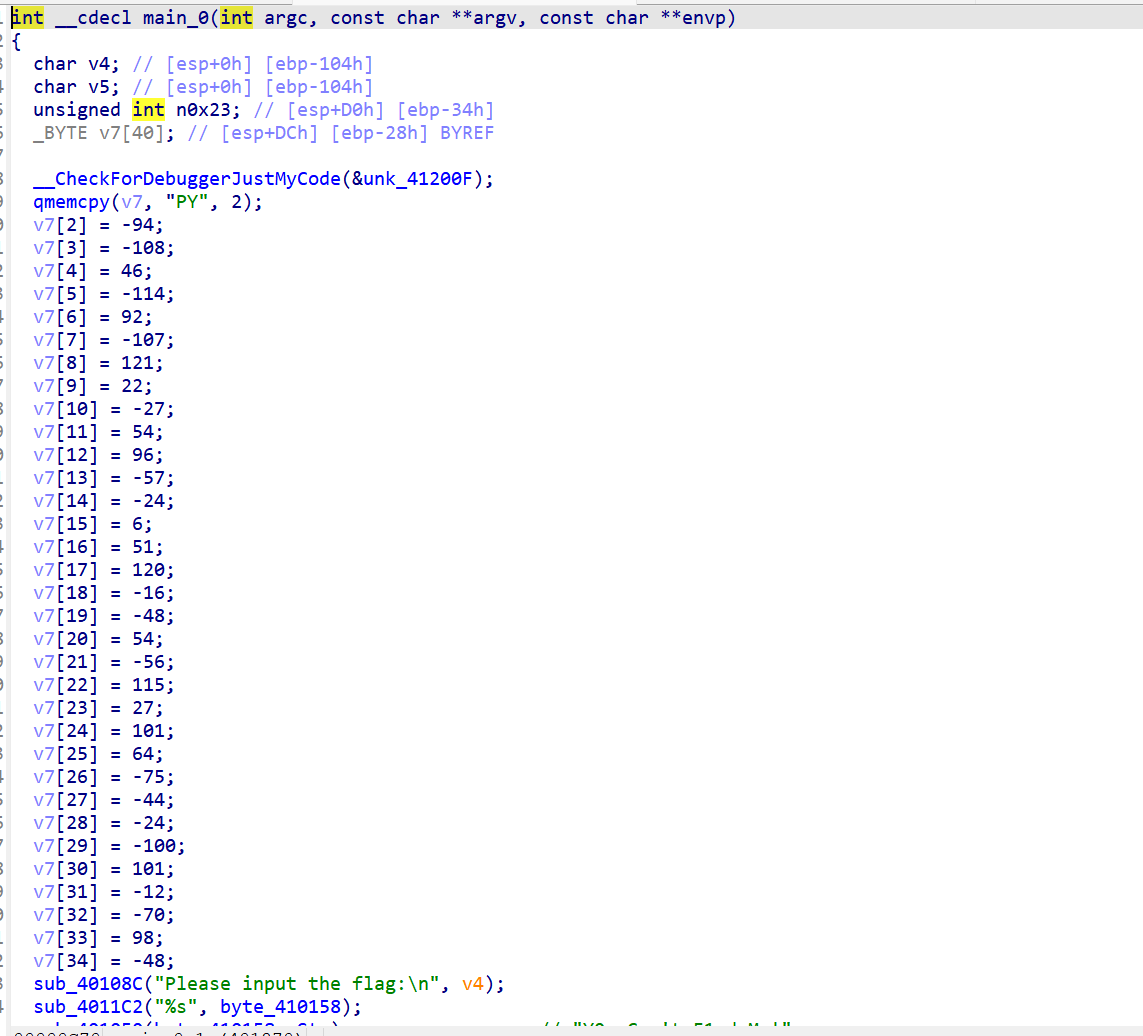 int __cdecl main_0(int argc, const char **argv, const char **envp)
{
char v4; // [esp+0h] [ebp-104h]
char v5; // [esp+0h] [ebp-104h]
unsigned int n0x23; // [esp+D0h] [ebp-34h]
_BYTE v7[40]; // [esp+DCh] [ebp-28h] BYREF
__CheckForDebuggerJustMyCode(&unk_41200F);
qmemcpy(v7, "PY", 2);
v7[2] = -94;
v7[3] = -108;
v7[4] = 46;
v7[5] = -114;
v7[6] = 92;
v7[7] = -107;
v7[8] = 121;
v7[9] = 22;
v7[10] = -27;
v7[11] = 54;
v7[12] = 96;
v7[13] = -57;
v7[14] = -24;
v7[15] = 6;
v7[16] = 51;
v7[17] = 120;
v7[18] = -16;
v7[19] = -48;
v7[20] = 54;
v7[21] = -56;
v7[22] = 115;
v7[23] = 27;
v7[24] = 101;
v7[25] = 64;
v7[26] = -75;
v7[27] = -44;
v7[28] = -24;
v7[29] = -100;
v7[30] = 101;
v7[31] = -12;
v7[32] = -70;
v7[33] = 98;
v7[34] = -48;
sub_40108C("Please input the flag:\n", v4);
sub_4011C2("%s", byte_410158);